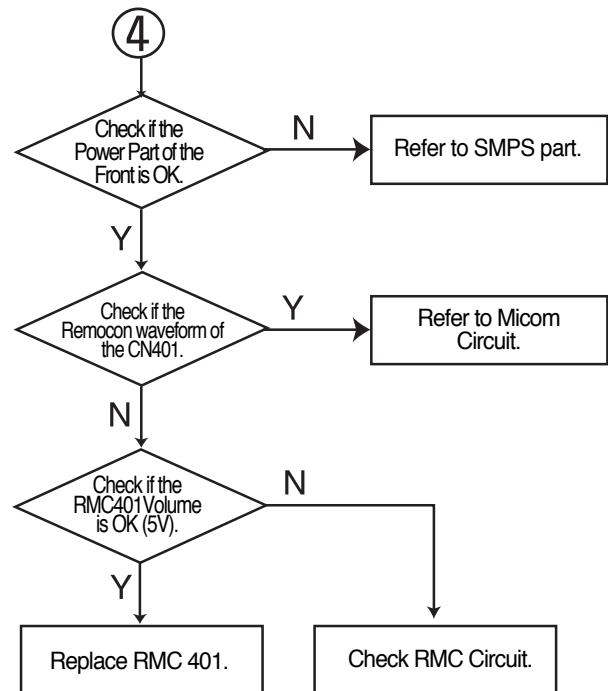 4
Check if the
Power Part of the
Front is OK.
N
Refer to SMPS part.
Y
Check if the
Remocon waveform of
the CN401.
Y
Refer to Micom
Circuit.
N
Check if the
RMC401 Volume
is OK (5V).
N
Y
Replace RMC 401.
Check RMC Circuit.